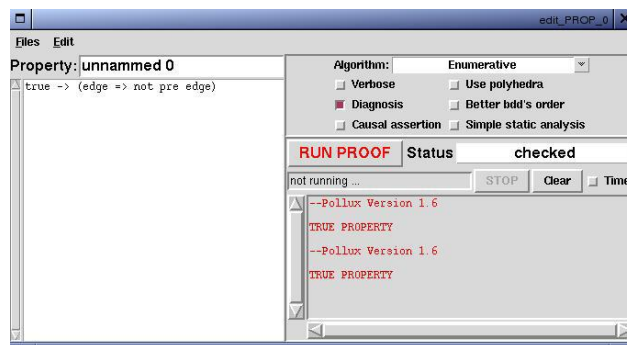 edit_PROP_0
Files Edit
Property: unnammed 0
true -> (edge => not pre edge)
Algorithm: Enumerative
Verbose Use polyhedra
Diagnosis Better bdd's order
Causal assertion Simple static analysis
RUN PROOF Status checked
not running ... STOP Clear Time
--Pollux Version 1.6
TRUE PROPERTY
--Pollux Version 1.6
TRUE PROPERTY